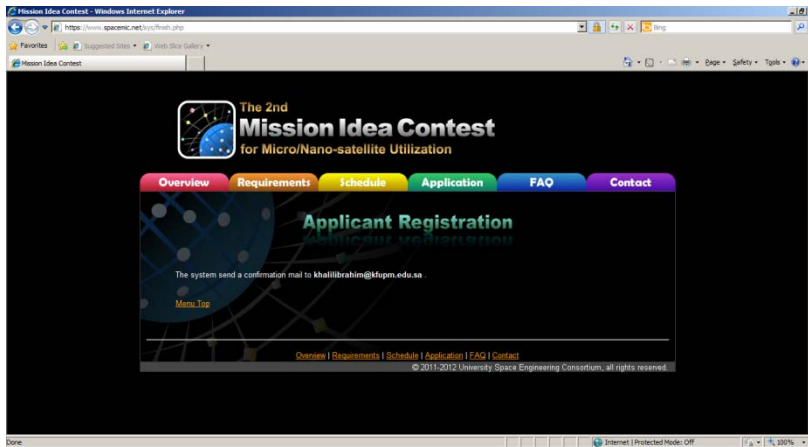 Mission Idea Contest - Windows Internet Explorer
https://www.spacemic.net/sys/finish.php
Bing
Favorites Suggested Sites Web Slice Gallery
Mission Idea Contest
Page Safety Tools
The 2nd
Mission Idea Contest
for Micro/Nano-satellite Utilization
Overview Requirements Schedule Application FAQ Contact
Applicant Registration
The system send a confirmation mail to khalilibrahim@kfupm.edu.sa .
Menu Top
Overview | Requirements | Schedule | Application | FAQ | Contact
© 2011-2012 University Space Engineering Consortium, all rights reserved.
Done Internet | Protected Mode: Off 100%